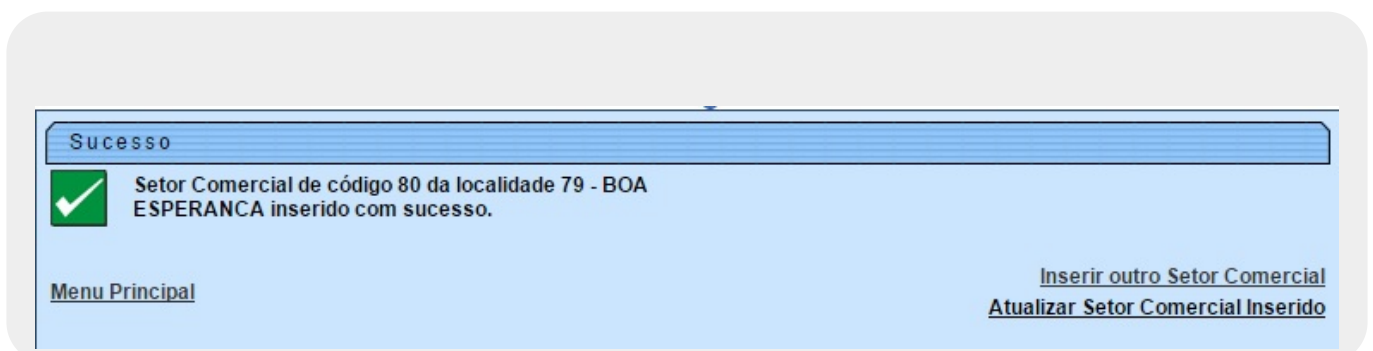 Sucesso
Setor Comercial de código 80 da localidade 79 - BOA
ESPERANCA inserido com sucesso.
Menu Principal
Inserir outro Setor Comercial
Atualizar Setor Comercial Inserido